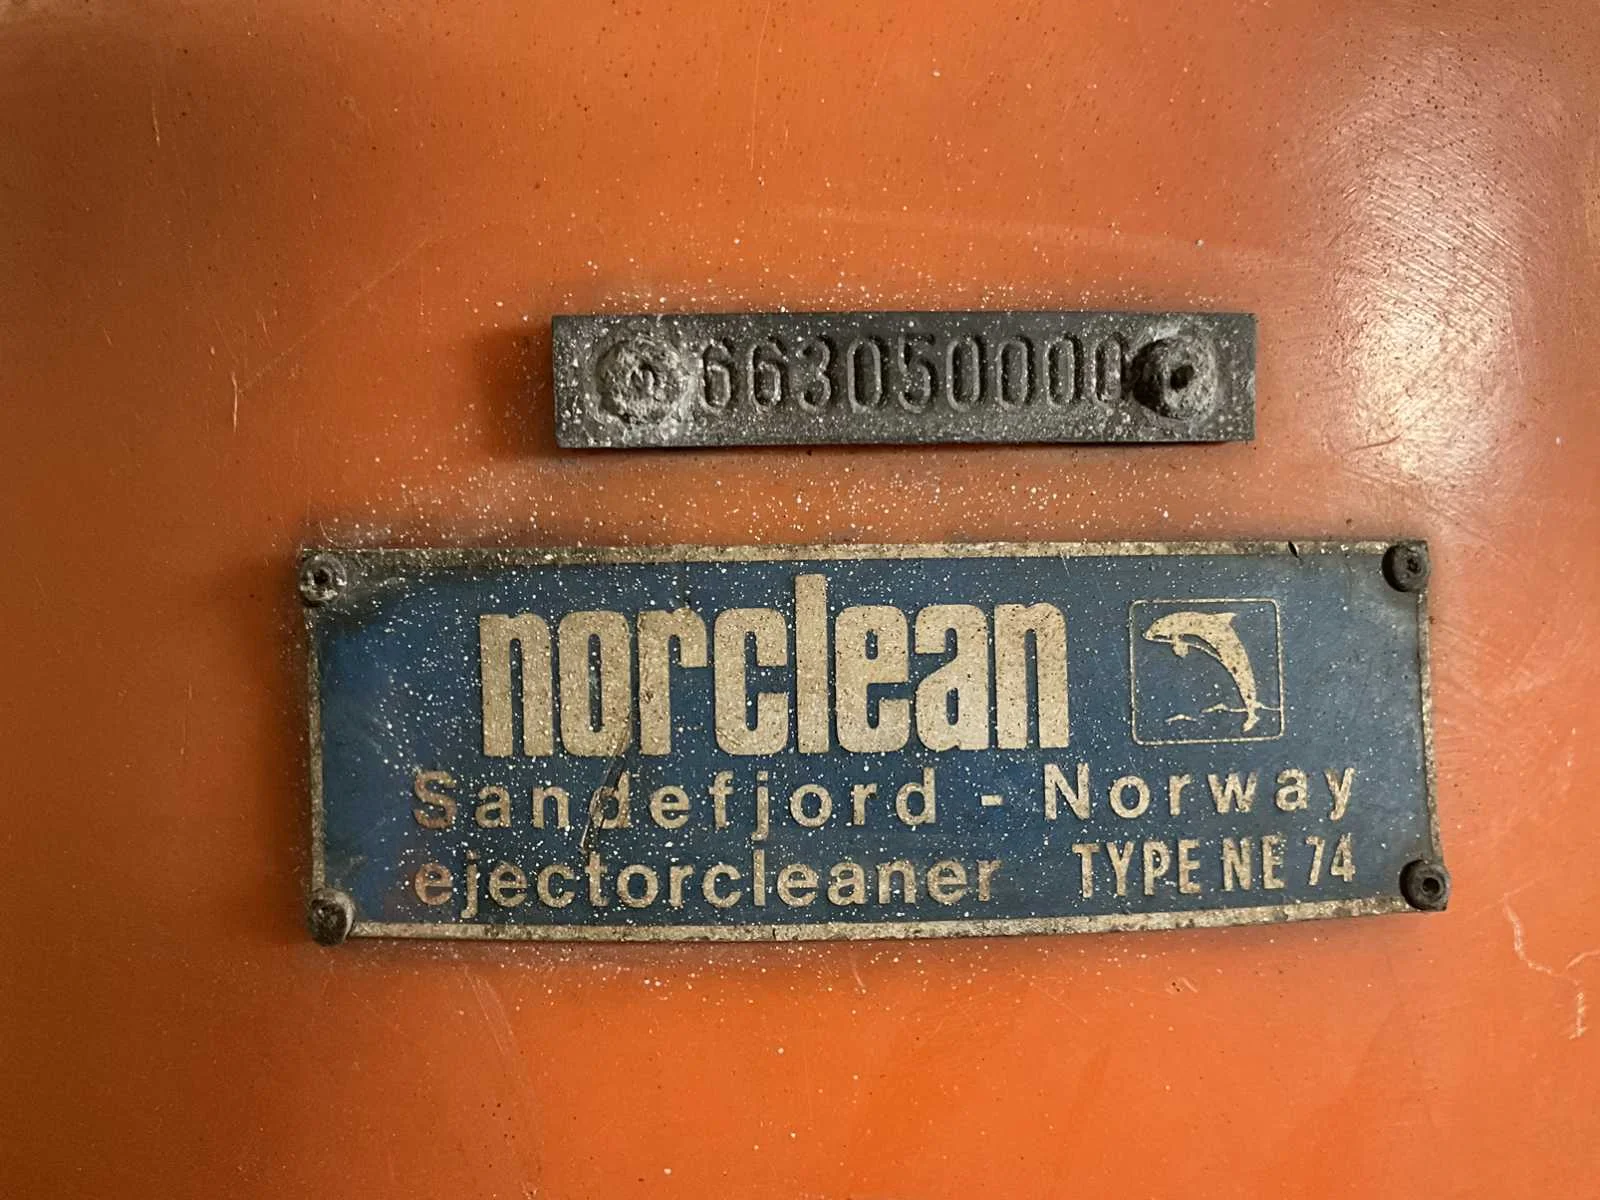 663050000
norclean
Sandefjord - Norway
ejectorcleaner TYPE NE 74